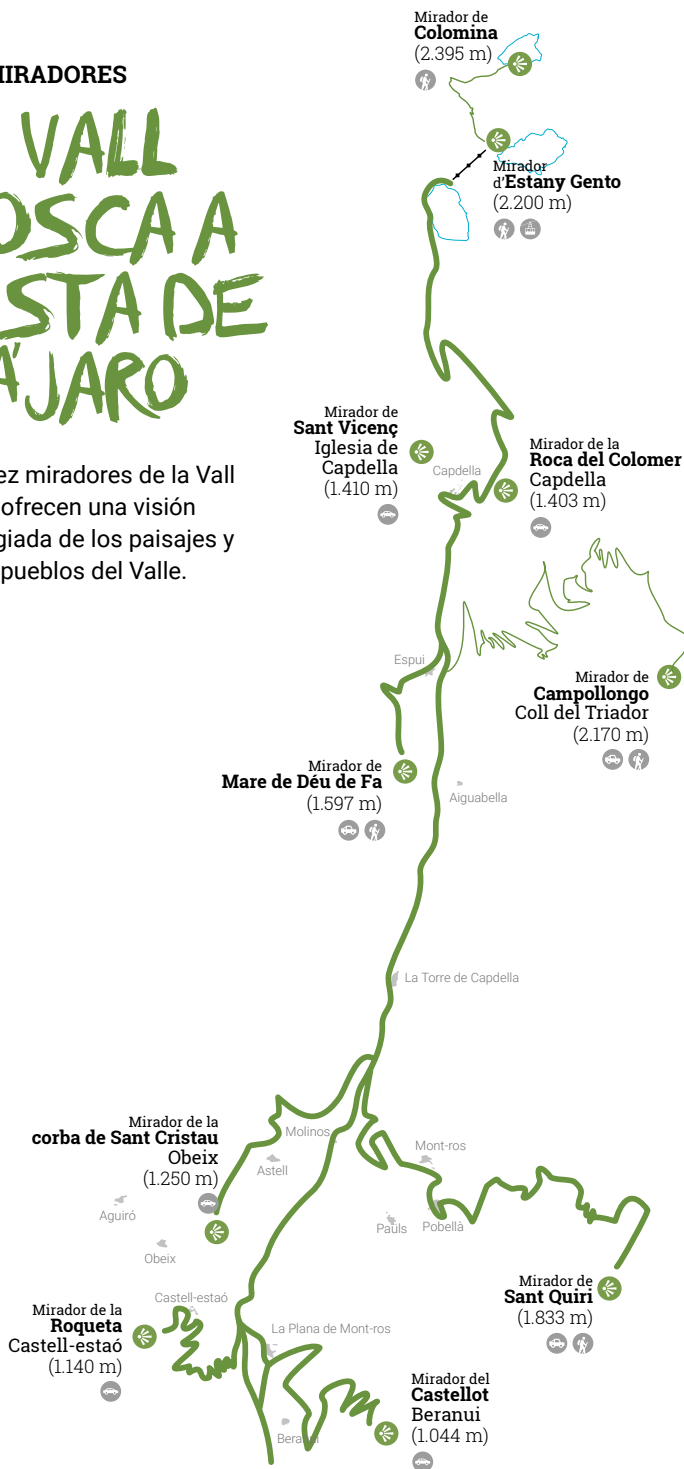 MIRADORES
VALL
OSCA A
STA DE
ÁJARO
ez miradores de la Vall
ofrecen una visión
giada de los paisajes y
pueblos del Valle.
Mirador de
Colomina
(2.395 m)
Mirador
d'Estany Gento
(2.200 m)
Mirador de
Sant Vicenç
Iglesia de
Capdella
(1.410 m)
Capdella
Mirador de la
Roca del Colomer
Capdella
(1.403 m)
Espui
Mirador de
Campollongo
Coll del Triador
(2.170 m)
Mirador de
Mare de Déu de Fa
(1.597 m)
Aiguabella
La Torre de Capdella
Mirador de la
corba de Sant Cristau
Obeix
(1.250 m)
Molinos
Astell
Mont-ros
Aguiró
Pauls
Pobellà
Obeix
Castell-estaó
Mirador de
Sant Quiri
(1.833 m)
Mirador de la
Roqueta
Castell-estaó
(1.140 m)
La Plana de Mont-ros
Mirador del
Castellot
Beranui
(1.044 m)
Beranui